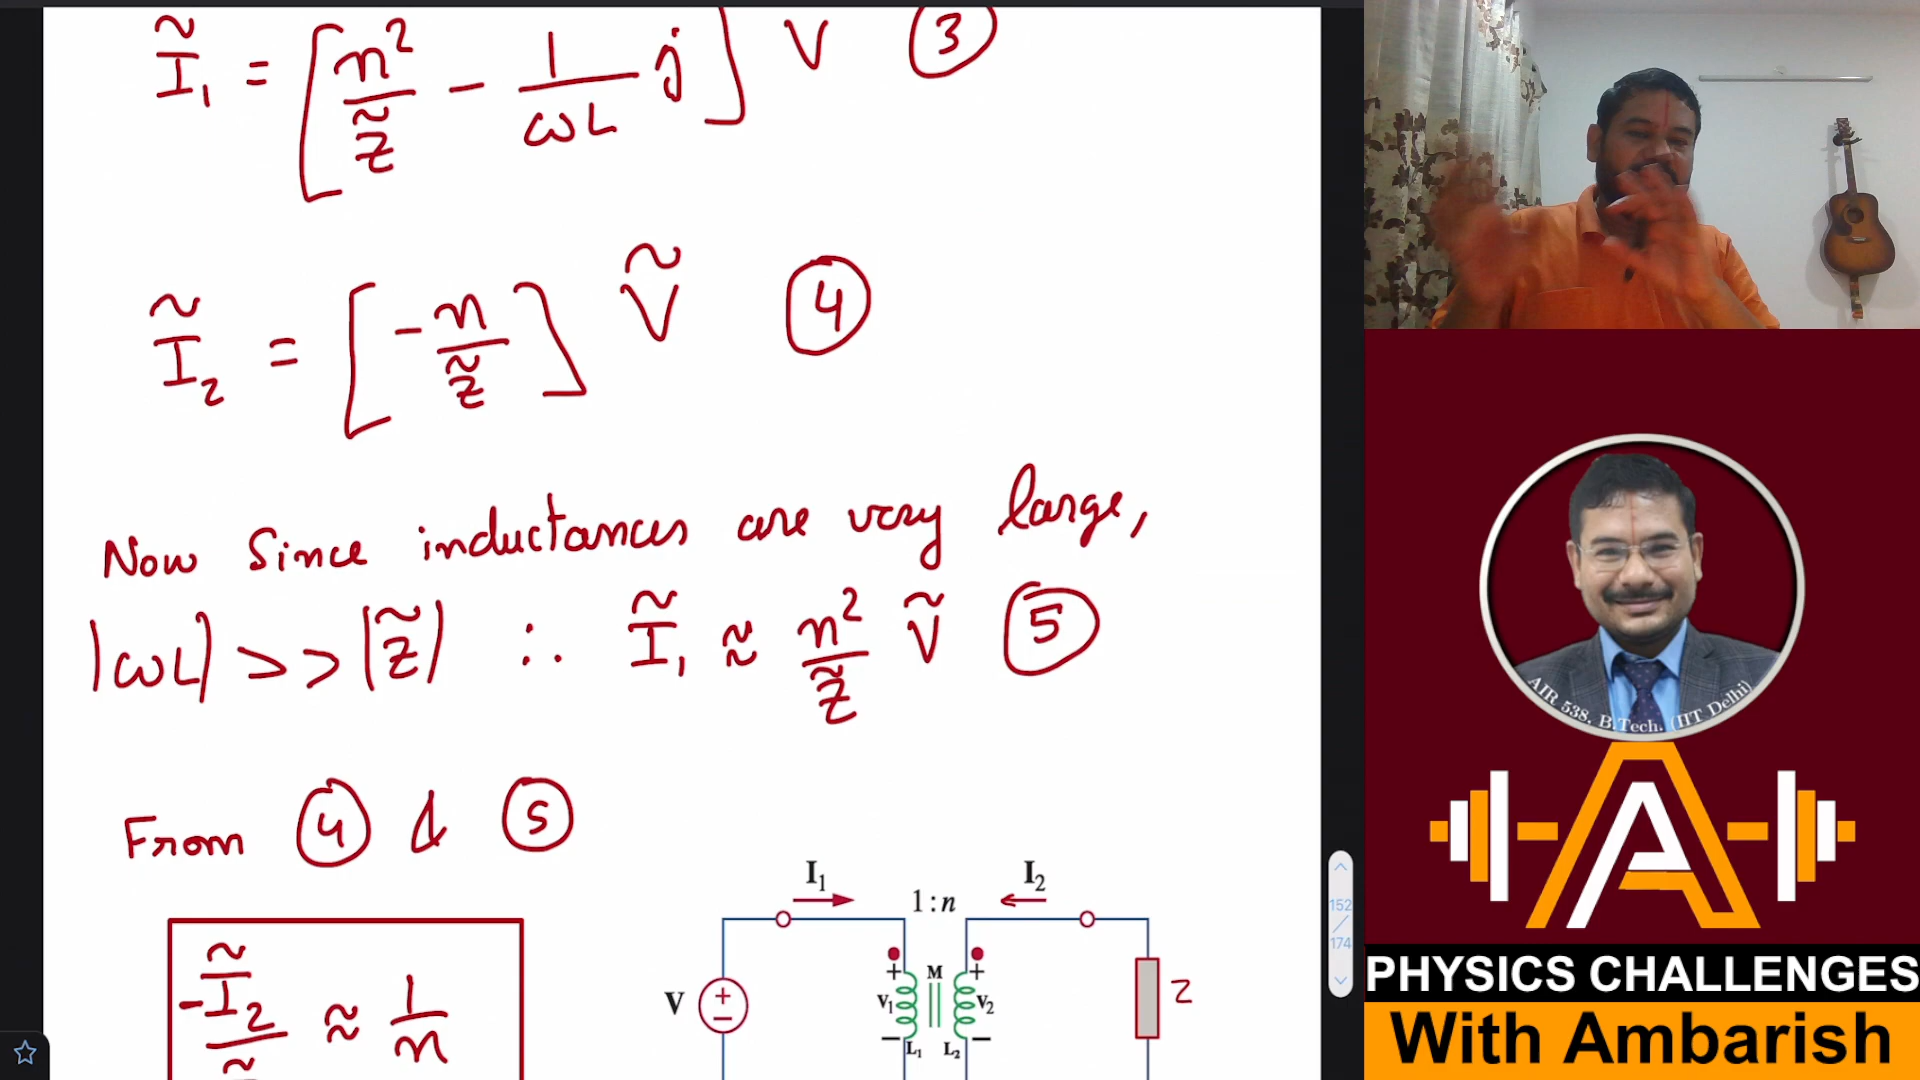 Ĩ₁ = [n²/z̃ - 1/ωL j] V ③
Ĩ₂ = [-n/z̃] Ṽ ④
Now Since inductances are very large,
|ωL| >> |z̃| ∴ Ĩ₁ ≈ n²/z̃ Ṽ ⑤
From ④ & ⑤
-Ĩ₂/~ ≈ 1/n
I₁ I₂
1 : n
+ M +
V + - V₁ V₂ Z
- L₁ L₂ -
152
/
174
AIR 538, B.Tech. (IIT Delhi)
A
PHYSICS CHALLENGES
With Ambarish